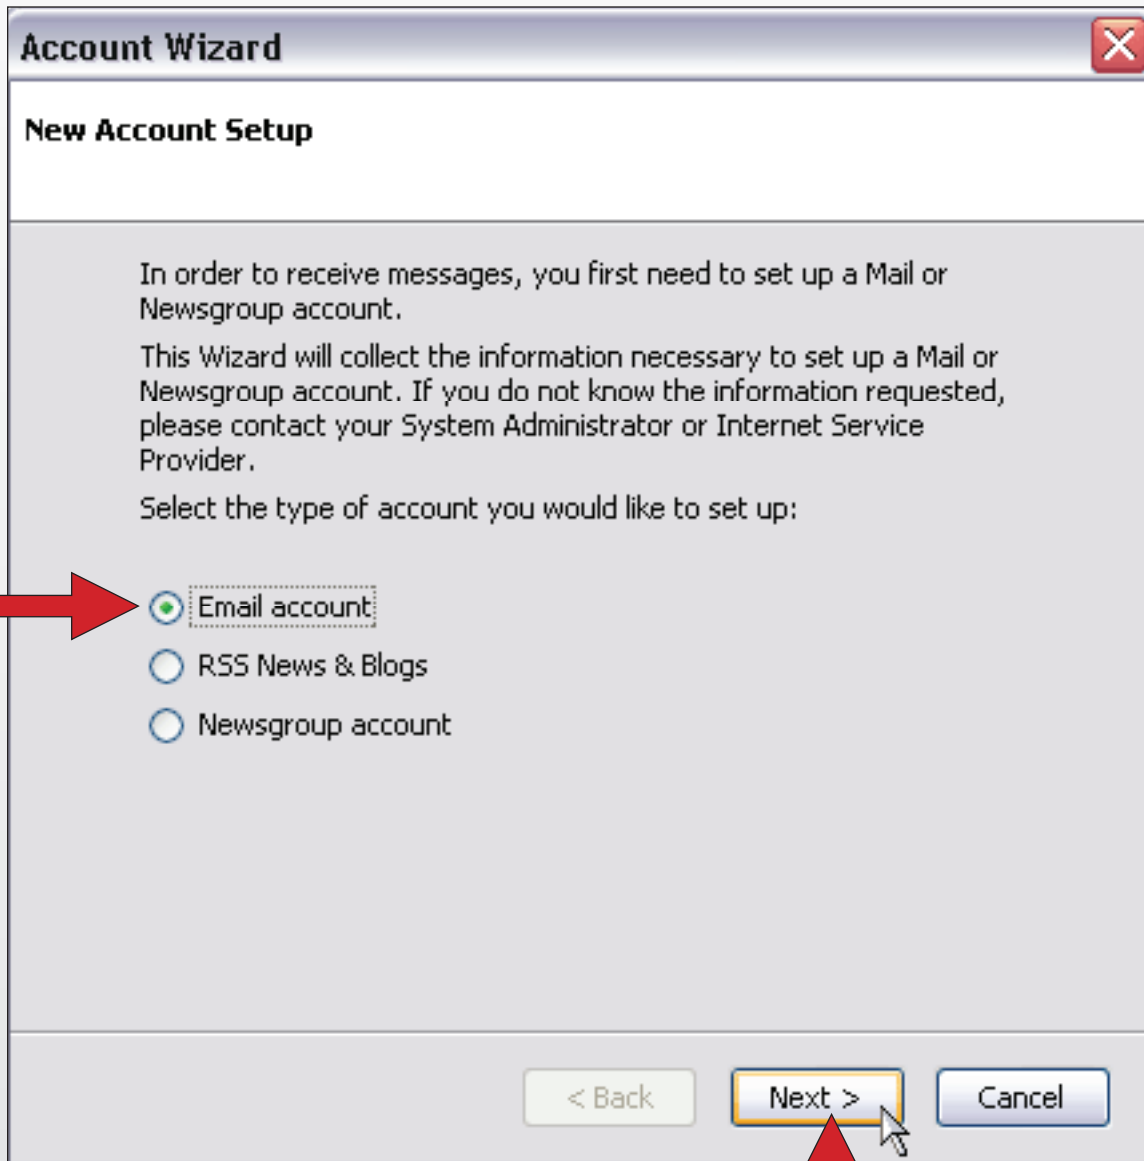 Account Wizard
New Account Setup
In order to receive messages, you first need to set up a Mail or
Newsgroup account.
This Wizard will collect the information necessary to set up a Mail or
Newsgroup account. If you do not know the information requested,
please contact your System Administrator or Internet Service
Provider.
Select the type of account you would like to set up:
Email account
RSS News & Blogs
Newsgroup account
< Back Next > Cancel